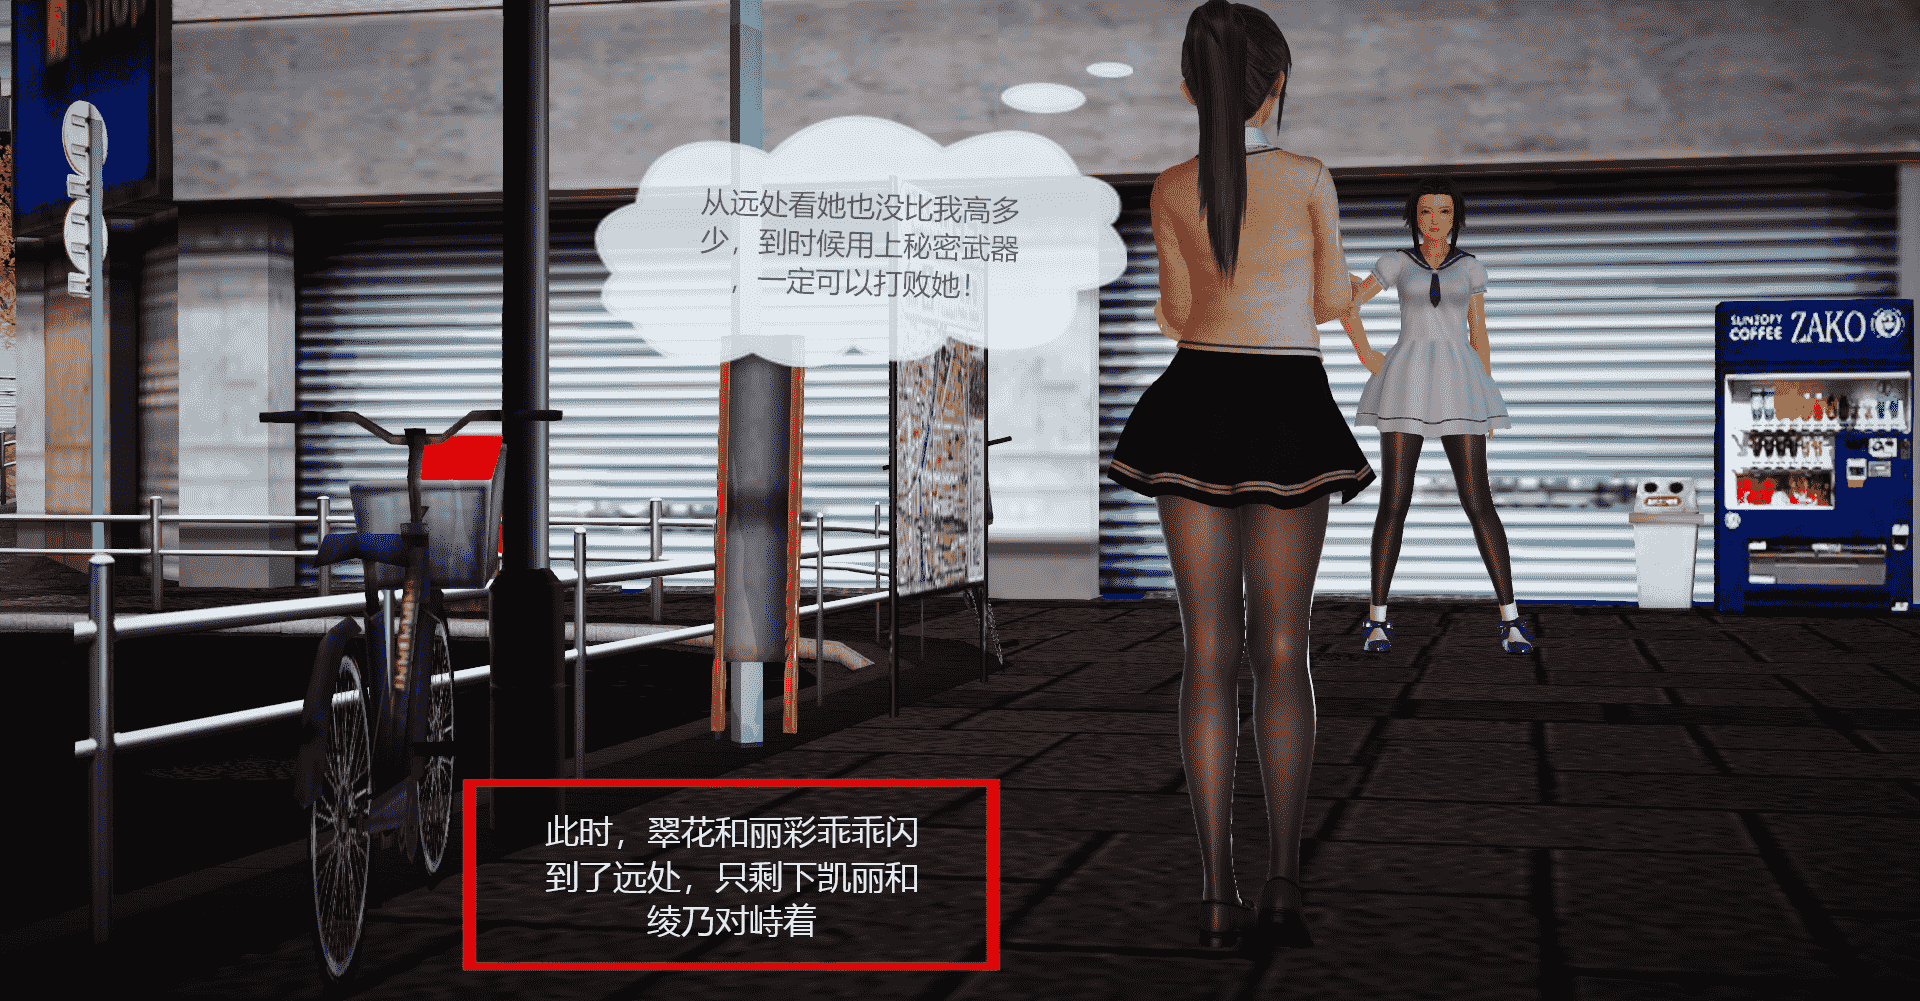 从远处看她也没比我高多
少，到时候用上秘密武器
，一定可以打败她！
SUNTOFY
COFFEE ZAKO
此时，翠花和丽彩乖乖闪
到了远处，只剩下凯丽和
绫乃对峙着